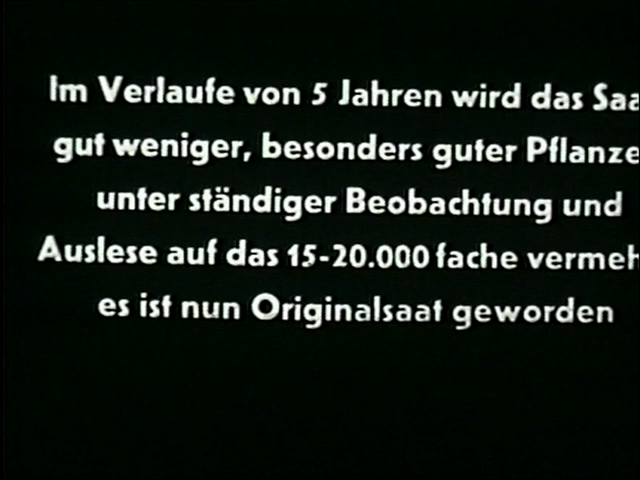 Im Verlaufe von 5 Jahren wird das Saa
gut weniger, besonders guter Pflanze
unter ständiger Beobachtung und
Auslese auf das 15-20.000 fache vermeh
es ist nun Originalsaat geworden